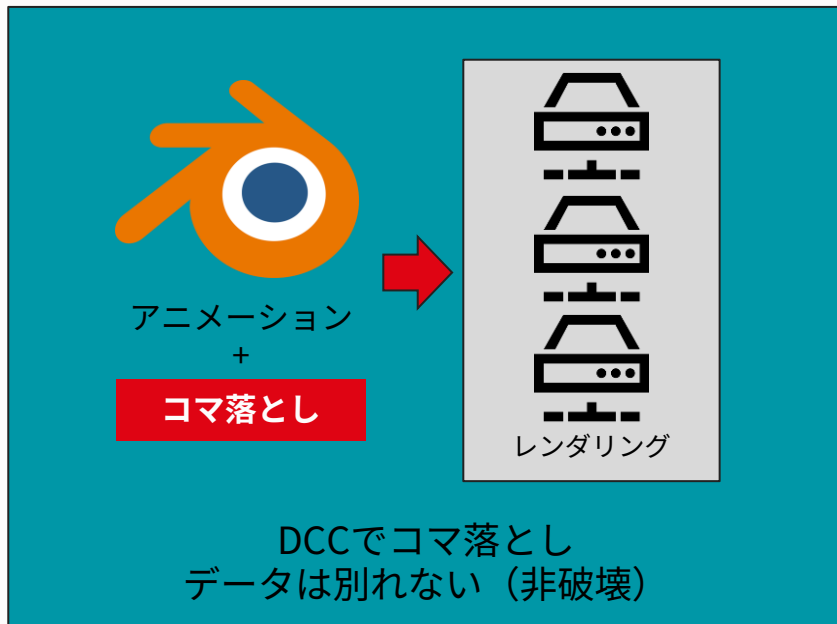 アニメーション
+
コマ落とし
レンダリング
DCCでコマ落とし
データは別れない（非破壊）